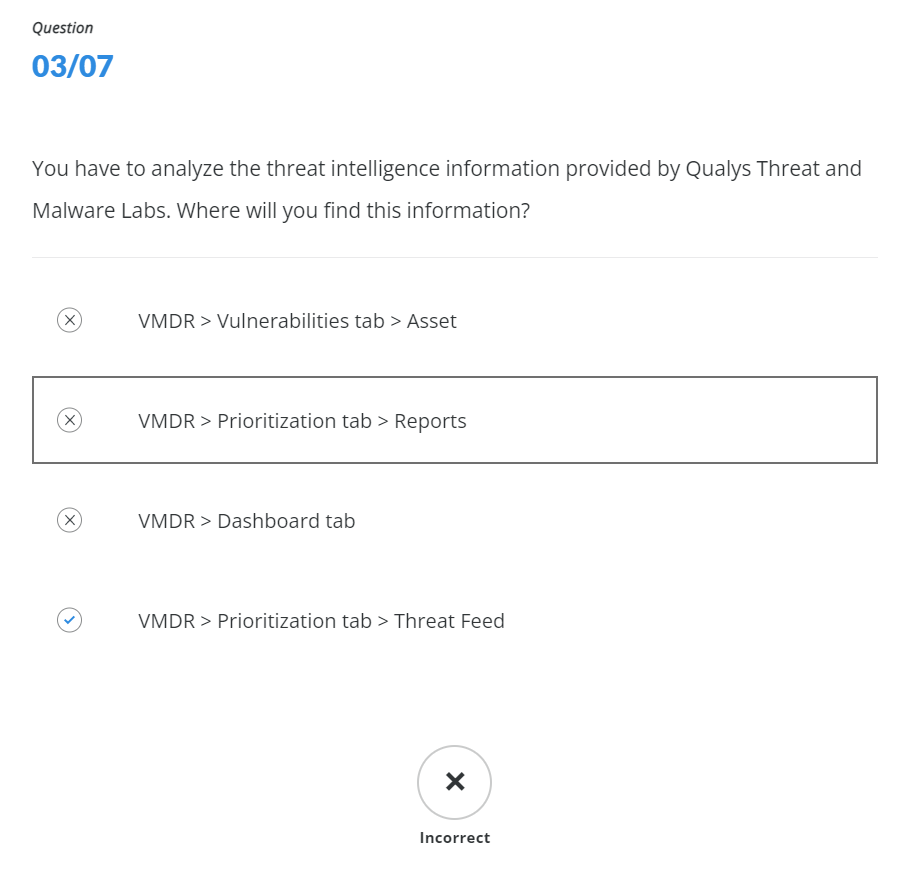 Question
03/07
You have to analyze the threat intelligence information provided by Qualys Threat and
Malware Labs. Where will you find this information?
VMDR > Vulnerabilities tab > Asset
VMDR > Prioritization tab > Reports
VMDR > Dashboard tab
VMDR > Prioritization tab > Threat Feed
Incorrect